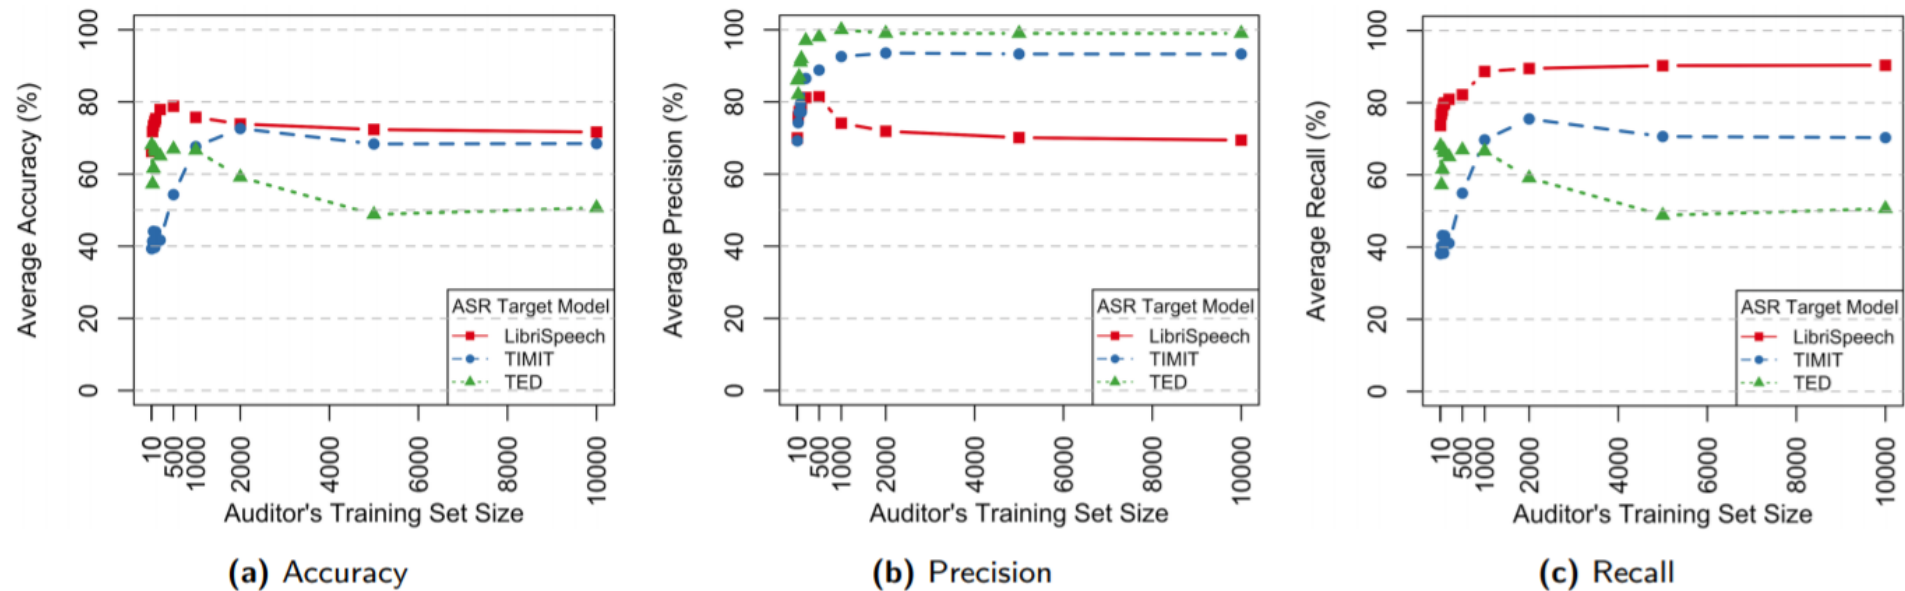 Average Accuracy (%)
0
20
40
60
80
100
10
500
1000
2000
4000
6000
8000
10000
Auditor's Training Set Size
ASR Target Model
LibriSpeech
TIMIT
TED
(a) Accuracy
Average Precision (%)
0
20
40
60
80
100
10
500
1000
2000
4000
6000
8000
10000
Auditor's Training Set Size
ASR Target Model
LibriSpeech
TIMIT
TED
(b) Precision
Average Recall (%)
0
20
40
60
80
100
10
500
1000
2000
4000
6000
8000
10000
Auditor's Training Set Size
ASR Target Model
LibriSpeech
TIMIT
TED
(c) Recall